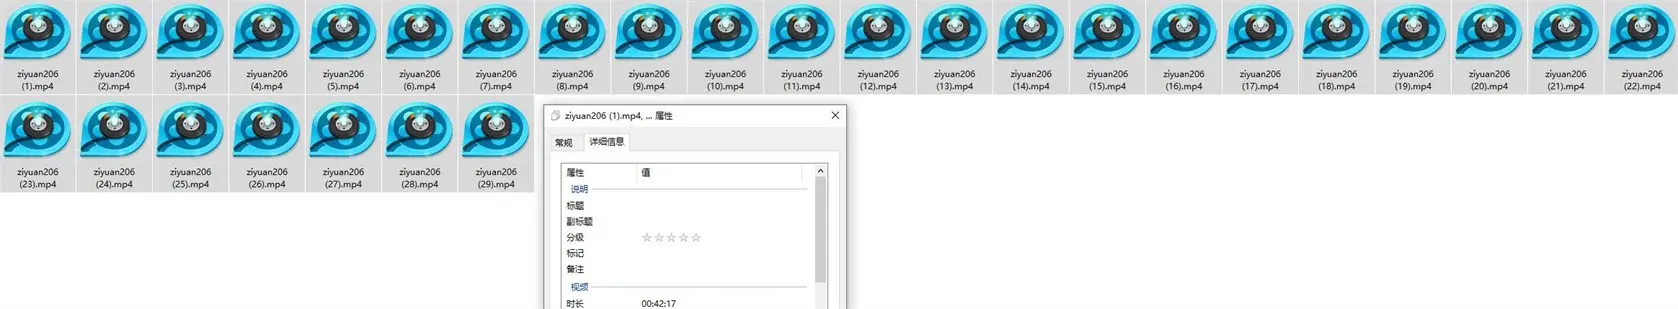 ziyuan206 ziyuan206 ziyuan206 ziyuan206 ziyuan206 ziyuan206 ziyuan206 ziyuan206 ziyuan206 ziyuan206 ziyuan206 ziyuan206 ziyuan206 ziyuan206 ziyuan206 ziyuan206 ziyuan206 ziyuan206 ziyuan206 ziyuan206 ziyuan206 ziyuan206
(1).mp4 (2).mp4 (3).mp4 (4).mp4 (5).mp4 (6).mp4 (7).mp4 (8).mp4 (9).mp4 (10).mp4 (11).mp4 (12).mp4 (13).mp4 (14).mp4 (15).mp4 (16).mp4 (17).mp4 (18).mp4 (19).mp4 (20).mp4 (21).mp4 (22).mp4
ziyuan206 ziyuan206 ziyuan206 ziyuan206 ziyuan206 ziyuan206 ziyuan206
(23).mp4 (24).mp4 (25).mp4 (26).mp4 (27).mp4 (28).mp4 (29).mp4
ziyuan206 (1).mp4, ... 属性
常规 详细信息
属性 值
说明
标题
副标题
分级 ☆☆☆☆☆
标记
备注
视频
时长 00:42:17